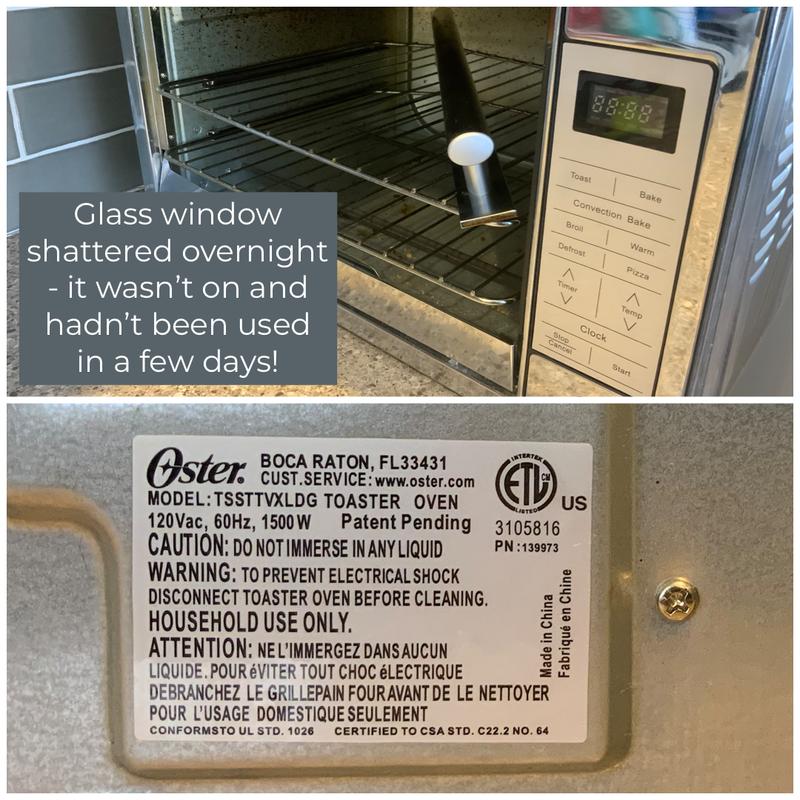 Glass window
shattered overnight
- it wasn't on and
hadn't been used
in a few days!
88:88
Toast
Bake
Convection Bake
Broil
Warm
Defrost
Pizza
Timer
Temp
Clock
Stop
Cancel
Start
Oster.
BOCA RATON, FL33431
CUST.SERVICE: www.oster.com
MODEL: TSSTTVXLDG TOASTER OVEN
120Vac, 60Hz, 1500W Patent Pending
CAUTION: DO NOT IMMERSE IN ANY LIQUID
WARNING: TO PREVENT ELECTRICAL SHOCK
DISCONNECT TOASTER OVEN BEFORE CLEANING.
HOUSEHOLD USE ONLY.
ATTENTION: NE L'IMMERGEZ DANS AUCUN
LIQUIDE. POUR éVITER TOUT CHOC éLECTRIQUE
DEBRANCHEZ LE GRILLEPAIN FOUR AVANT DE LE NETTOYER
POUR L'USAGE DOMESTIQUE SEULEMENT
CONFORMSTO UL STD. 1026 CERTIFIED TO CSA STD. C22.2 NO. 64
INTERTEK
ETL CM
LISTED
US
3105816
PN : 139973
Made in China
Fabriqué en Chine